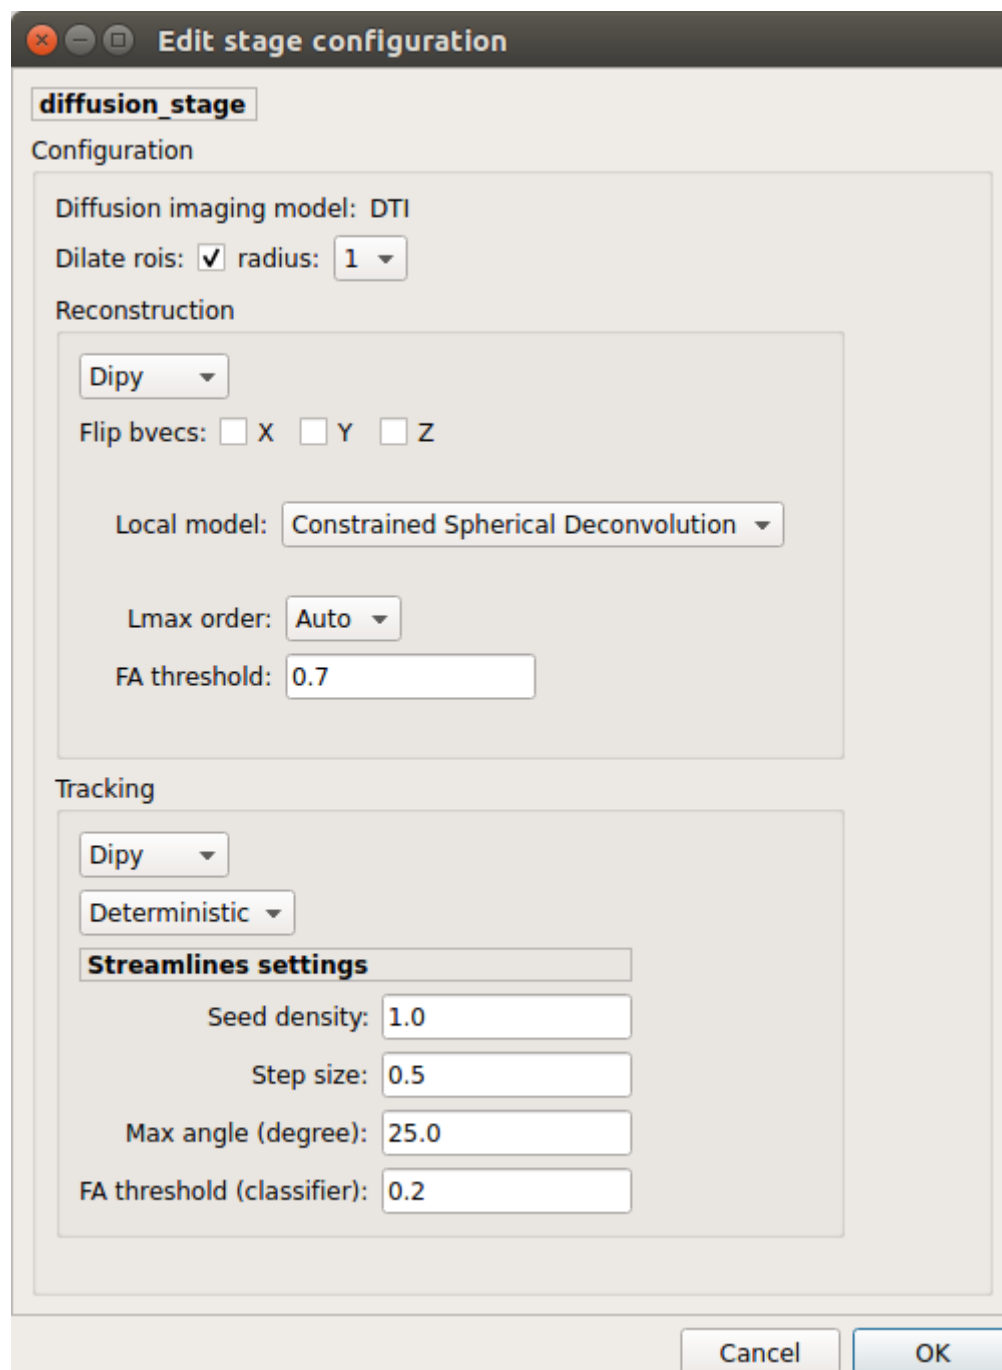 Edit stage configuration
diffusion_stage
Configuration
Diffusion imaging model: DTI
Dilate rois: radius: 1
Reconstruction
Dipy
Flip bvecs: X Y Z
Local model: Constrained Spherical Deconvolution
Lmax order: Auto
FA threshold: 0.7
Tracking
Dipy
Deterministic
Streamlines settings
Seed density: 1.0
Step size: 0.5
Max angle (degree): 25.0
FA threshold (classifier): 0.2
Cancel OK